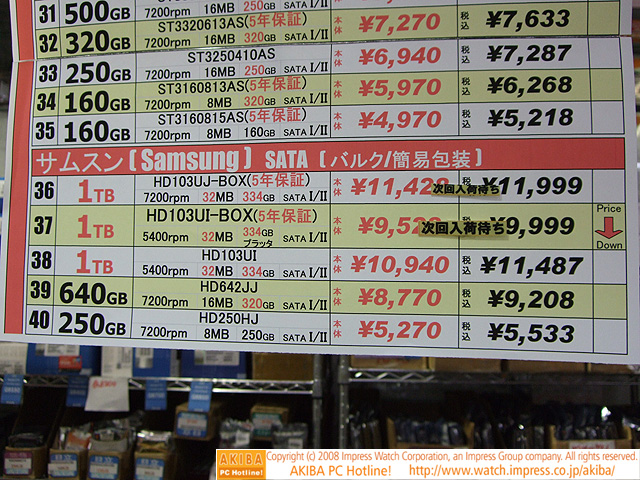 31 500GB 7200rpm 16MB SATA I/II 本体 税込
32 320GB ST3320613AS(5年保証) 7200rpm 16MB 320GB SATA I/II 本体 ¥7,270 税込 ¥7,633
33 250GB ST3250410AS 7200rpm 16MB 250GB SATA I/II 本体 ¥6,940 税込 ¥7,287
34 160GB ST3160813AS(5年保証) 7200rpm 8MB 320GB SATA I/II 本体 ¥5,970 税込 ¥6,268
35 160GB ST3160815AS(5年保証) 7200rpm 8MB 160GB SATA I/II 本体 ¥4,970 税込 ¥5,218
サムスン(Samsung) SATA (バルク/簡易包装)
36 1TB HD103UJ-BOX(5年保証) 7200rpm 32MB 334GB SATA I/II 本体 ¥11,428 次回入荷待ち ¥11,999
37 1TB HD103UI-BOX(5年保証) 5400rpm 32MB 334GB プラッタ SATA I/II 本体 次回入荷待ち ¥9,999 Price Down
38 1TB HD103UI 5400rpm 32MB 334GB SATA I/II 本体 ¥10,940 税込 ¥11,487
39 640GB HD642JJ 7200rpm 16MB 320GB SATA I/II 本体 ¥8,770 税込 ¥9,208
40 250GB HD250HJ 7200rpm 8MB 250GB SATA I/II 本体 ¥5,270 税込 ¥5,533
AKIBA PC Hotline!
Copyright (c) 2008 Impress Watch Corporation, an Impress Group company. All rights reserved.
AKIBA PC Hotline! http://www.watch.impress.co.jp/akiba/